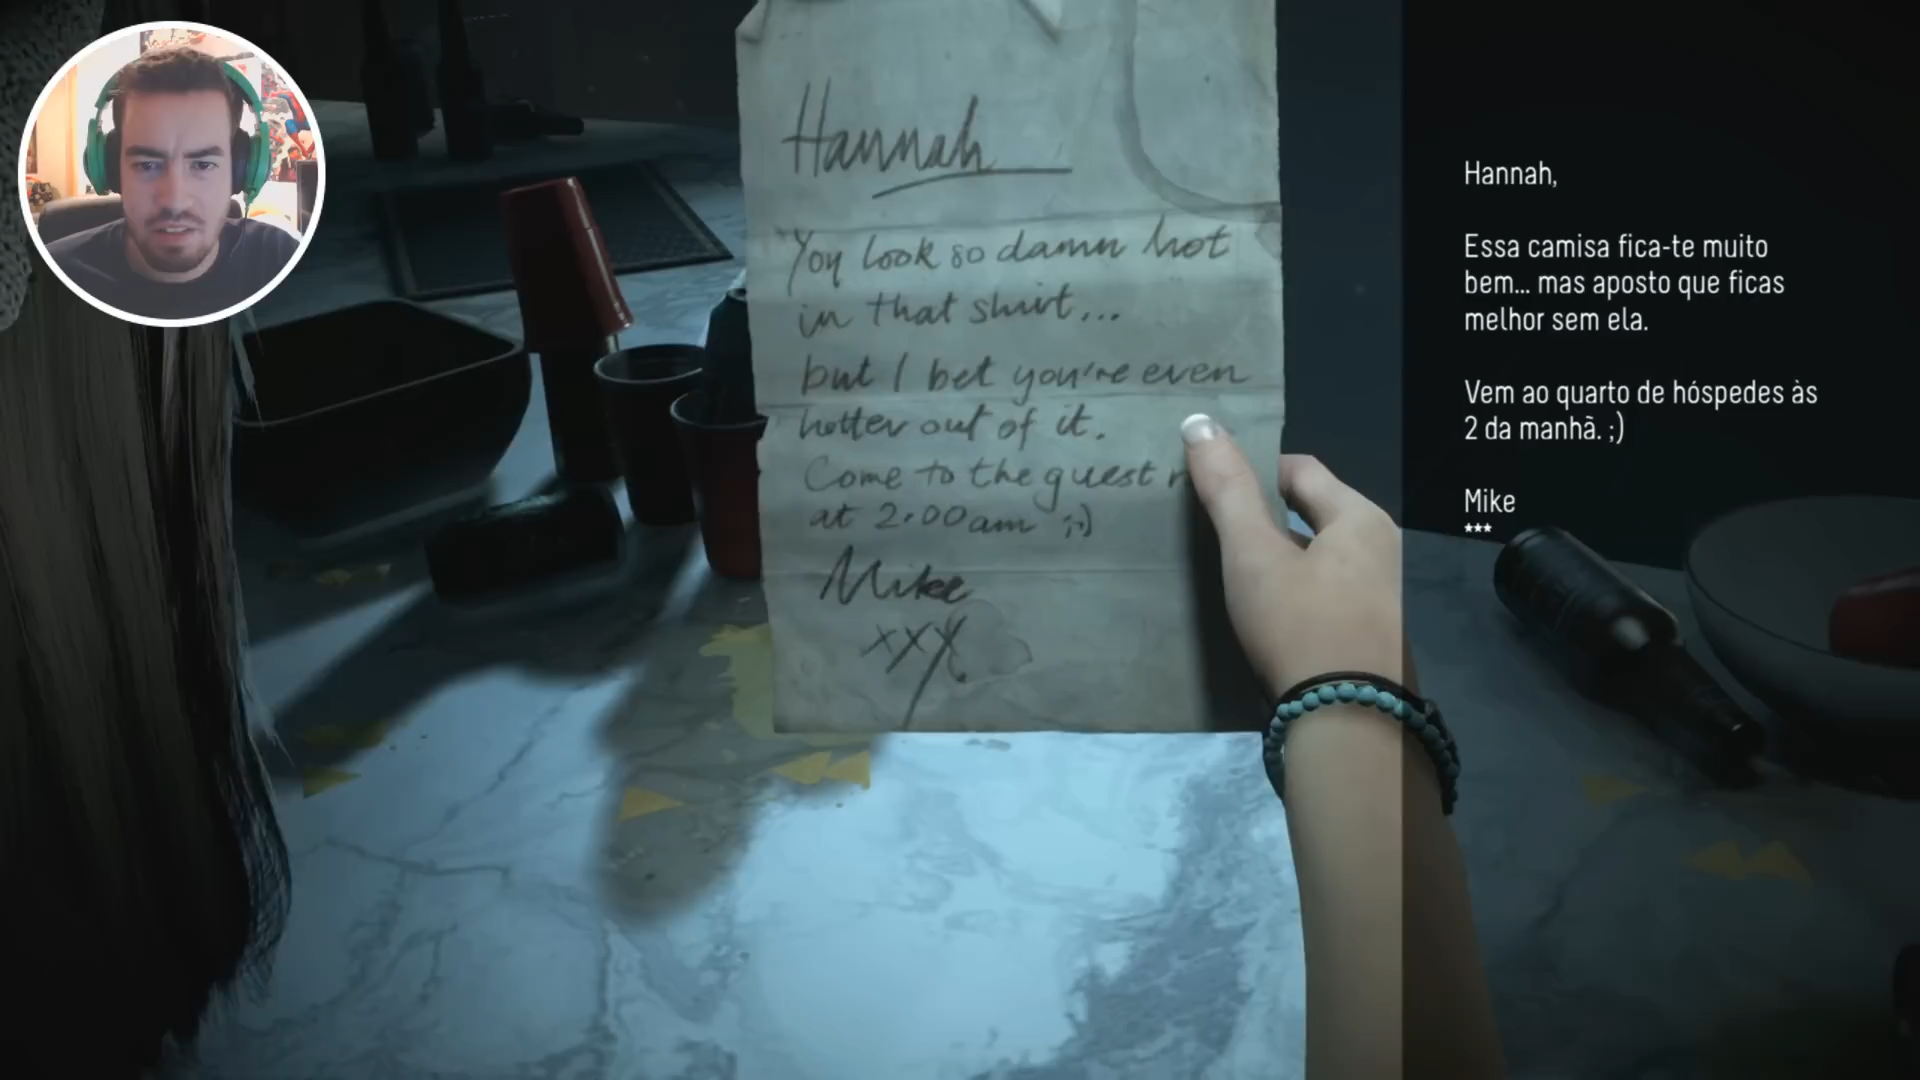 Hannah
You look so damn hot
in that shirt...
but I bet you're even
hotter out of it.
Come to the guest
at 2.00am ;)
Mike
xxx
Hannah,
Essa camisa fica-te muito
bem... mas aposto que ficas
melhor sem ela.
Vem ao quarto de hóspedes às
2 da manhã. ;)
Mike
***